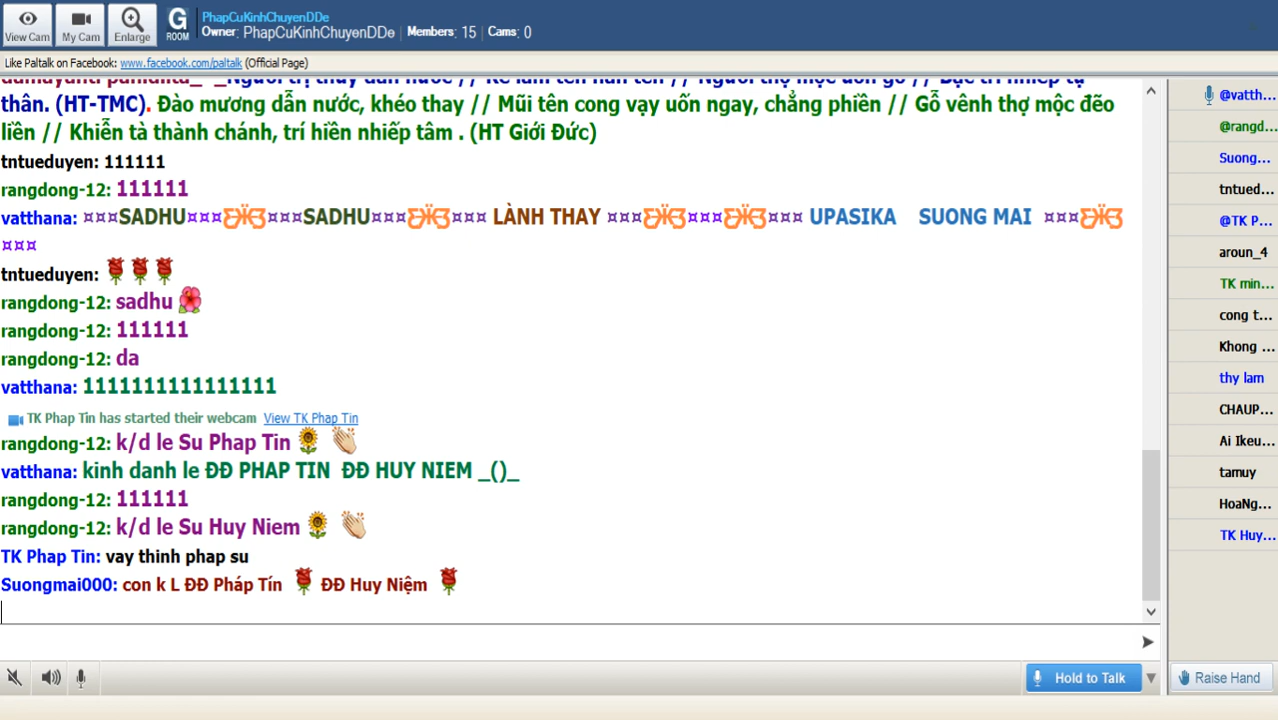 View Cam
My Cam
Enlarge
G
ROOM
PhapCuKinhChuyenDDe
Owner: PhapCuKinhChuyenDDe | Members: 15 | Cams: 0
Like Paltalk on Facebook: www.facebook.com/paltalk (Official Page)
thân. (HT-TMC). Đào mương dẫn nước, khéo thay // Mũi tên cong vạy uốn ngay, chẳng phiền // Gỗ vênh thợ mộc đẽo
liền // Khiễn tà thành chánh, trí hiền nhiếp tâm . (HT Giới Đức)
tntueduyen: 111111
rangdong-12: 111111
vatthana: ¤¤¤SADHU¤¤¤ƸӜƷ¤¤¤SADHU¤¤¤ƸӜƷ¤¤¤ LÀNH THAY ¤¤¤ƸӜƷ¤¤¤ƸӜƷ¤¤¤ UPASIKA SUONG MAI ¤¤¤ƸӜƷ
¤¤¤
tntueduyen:
rangdong-12: sadhu
rangdong-12: 111111
rangdong-12: da
vatthana: 1111111111111111
TK Phap Tin has started their webcam View TK Phap Tin
rangdong-12: k/d le Su Phap Tin
vatthana: kinh danh le ĐĐ PHAP TIN ĐĐ HUY NIEM _()_
rangdong-12: 111111
rangdong-12: k/d le Su Huy Niem
TK Phap Tin: vay thinh phap su
Suongmai000: con k L ĐĐ Pháp Tín ĐĐ Huy Niệm
@vatth...
@rangd...
Suong...
tntued...
@TK P...
aroun_4
TK min...
cong t...
Khong ...
thy lam
CHAUP...
Ai Ikeu...
tamuy
HoaNg...
TK Huy...
Hold to Talk
Raise Hand